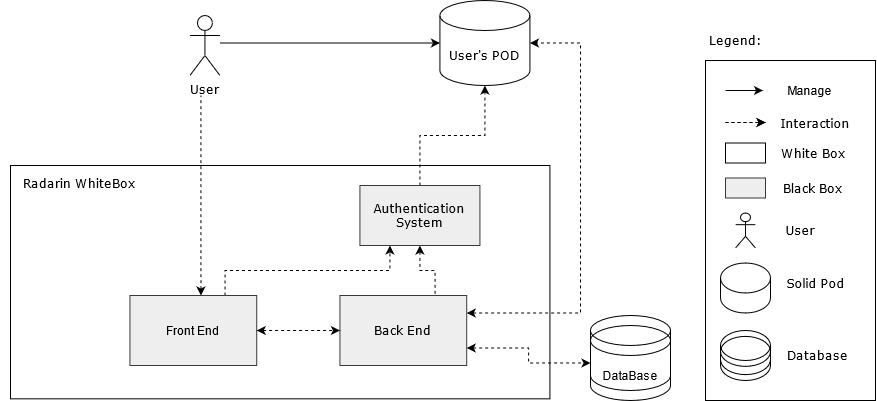 User's POD
User
Radarin WhiteBox
Authentication
System
Front End
Back End
DataBase
Legend:
Manage
Interaction
White Box
Black Box
User
Solid Pod
Database